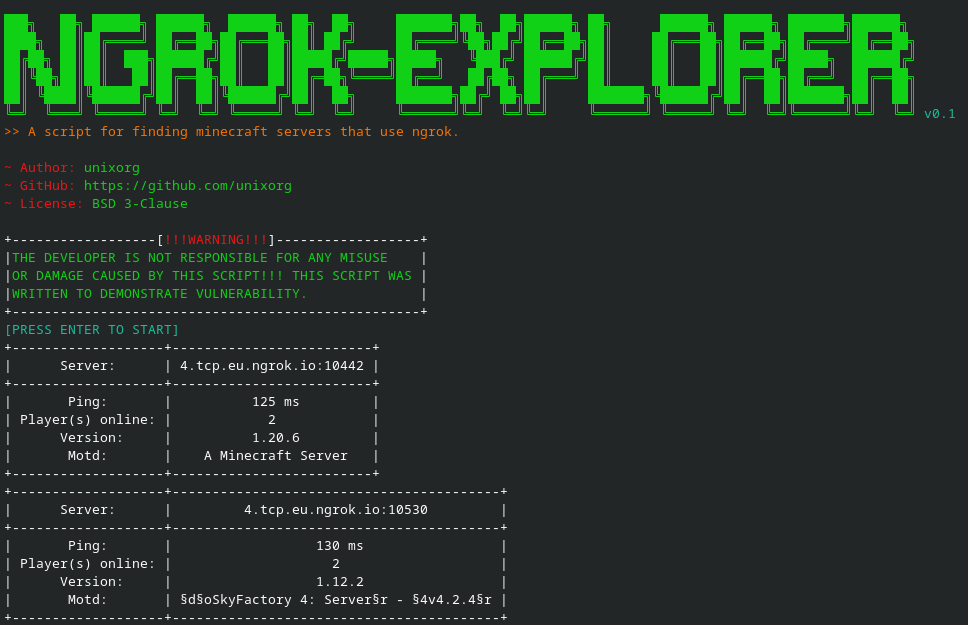 NGROK-EXPLORER v0.1
>> A script for finding minecraft servers that use ngrok.
~ Author: unixorg
~ GitHub: https://github.com/unixorg
~ License: BSD 3-Clause
+------------------[!!!WARNING!!!]------------------+
|THE DEVELOPER IS NOT RESPONSIBLE FOR ANY MISUSE    |
|OR DAMAGE CAUSED BY THIS SCRIPT!!! THIS SCRIPT WAS |
|WRITTEN TO DEMONSTRATE VULNERABILITY.              |
+---------------------------------------------------+
[PRESS ENTER TO START]
+-------------------+-------------------------+
|      Server:      | 4.tcp.eu.ngrok.io:10442 |
+-------------------+-------------------------+
|       Ping:       |          125 ms         |
| Player(s) online: |            2            |
|      Version:     |          1.20.6         |
|       Motd:       |    A Minecraft Server   |
+-------------------+-------------------------+
+-------------------+-----------------------------------------+
|      Server:      |         4.tcp.eu.ngrok.io:10530         |
+-------------------+-----------------------------------------+
|       Ping:       |                  130 ms                 |
| Player(s) online: |                    2                    |
|      Version:     |                  1.12.2                 |
|       Motd:       | §d§oSkyFactory 4: Server§r - §4v4.2.4§r |
+-------------------+-----------------------------------------+